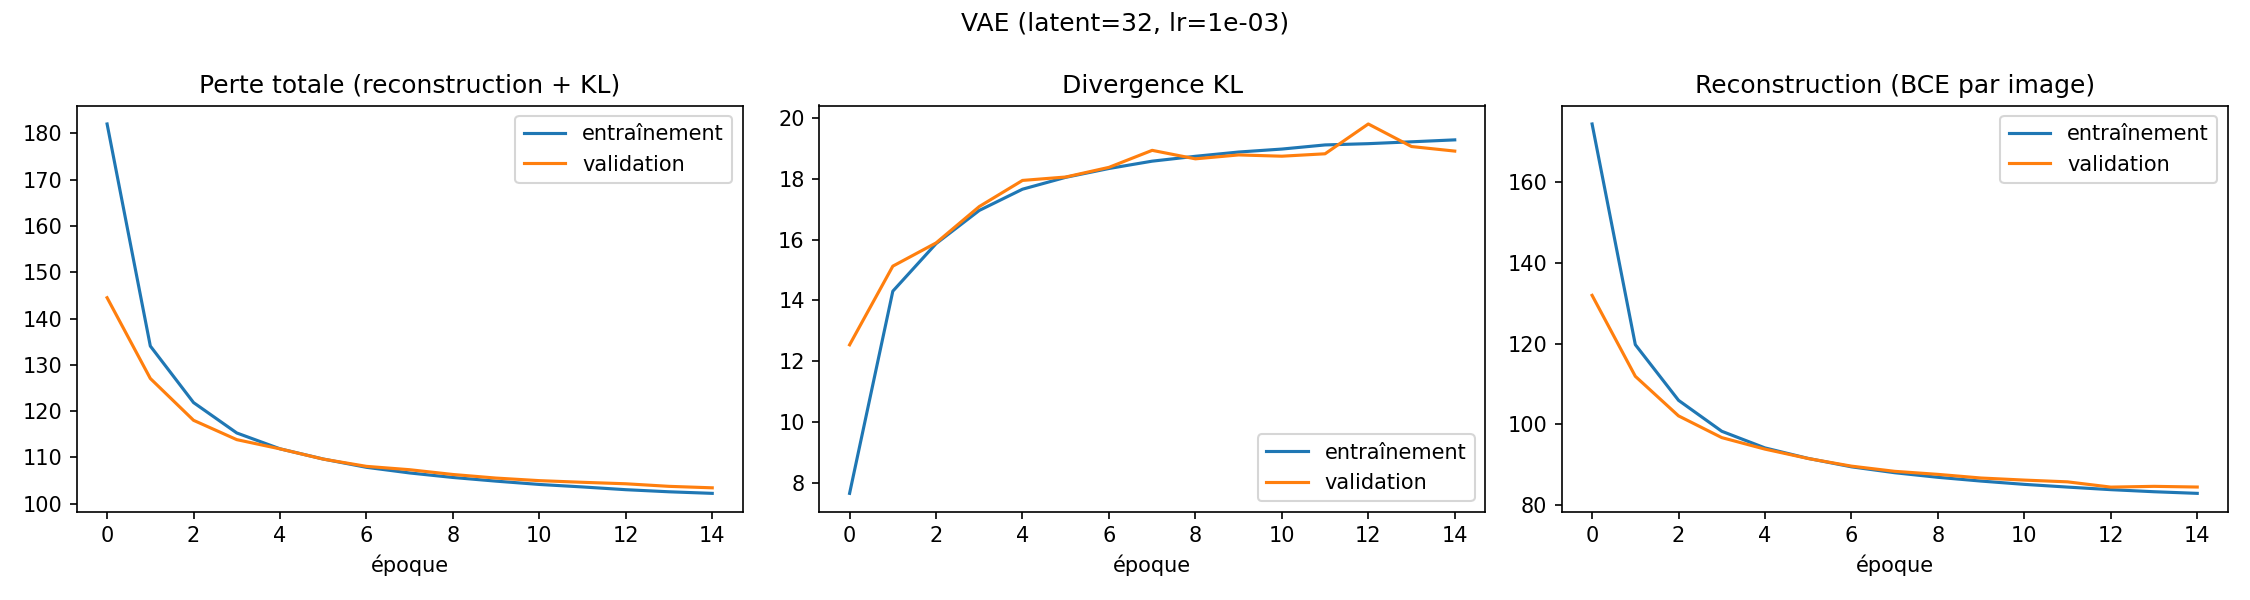 VAE (latent=32, lr=1e-03)
Perte totale (reconstruction + KL)
180
170
160
150
140
130
120
110
100
0 2 4 6 8 10 12 14
époque
entraînement
validation
Divergence KL
20
18
16
14
12
10
8
0 2 4 6 8 10 12 14
époque
entraînement
validation
Reconstruction (BCE par image)
160
140
120
100
80
0 2 4 6 8 10 12 14
époque
entraînement
validation